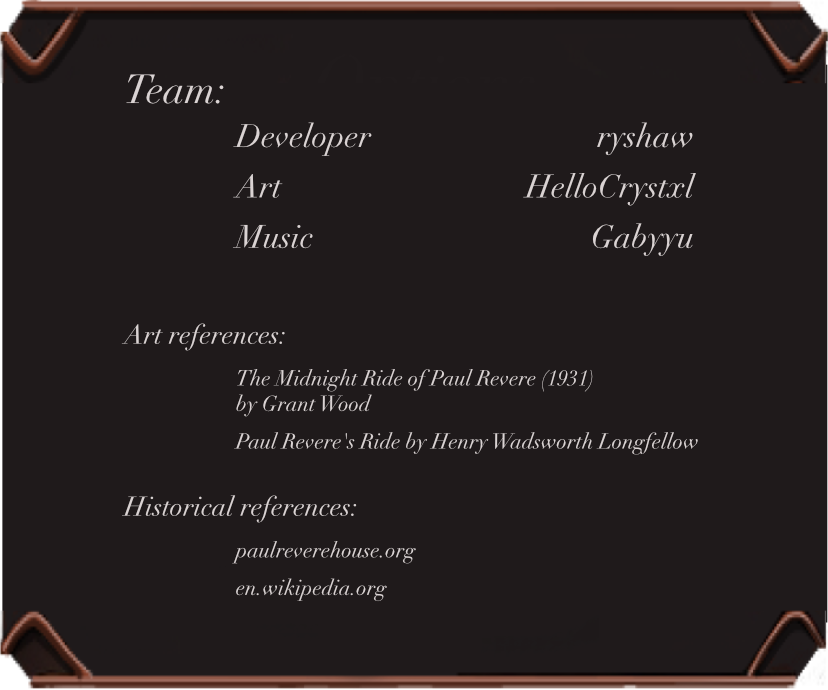 Team:
Developer ryshaw
Art HelloCrystxl
Music Gabyyu
Art references:
The Midnight Ride of Paul Revere (1931)
by Grant Wood
Paul Revere's Ride by Henry Wadsworth Longfellow
Historical references:
paulreverehouse.org
en.wikipedia.org